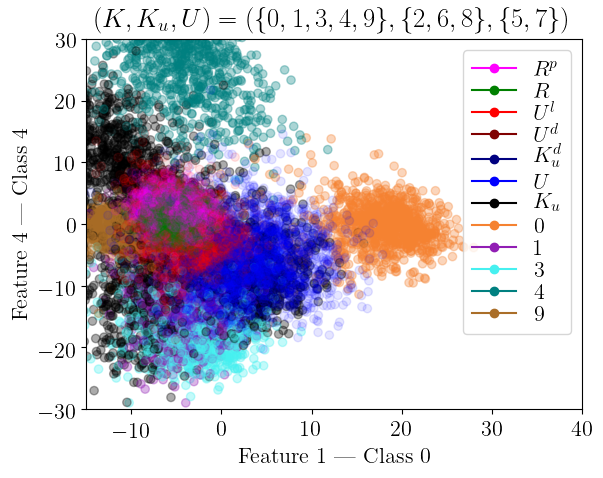 (K, K_u, U) = ({0, 1, 3, 4, 9}, {2, 6, 8}, {5, 7})
30
20
10
0
−10
−20
−30
Feature 4 — Class 4
−10
0
10
20
30
40
Feature 1 — Class 0
R^p
R
U^l
U^d
K_u^d
U
K_u
0
1
3
4
9